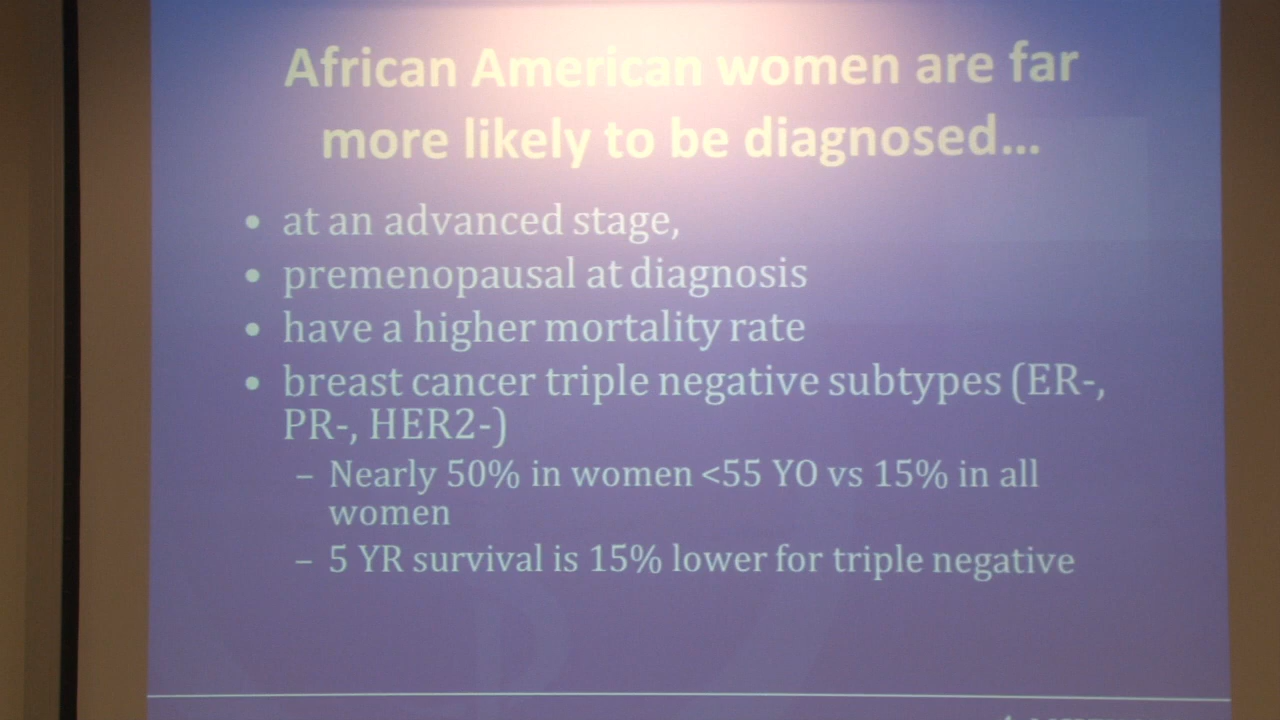 African American women are far
more likely to be diagnosed...
• at an advanced stage,
• premenopausal at diagnosis
• have a higher mortality rate
• breast cancer triple negative subtypes (ER-,
PR-, HER2-)
– Nearly 50% in women <55 YO vs 15% in all
women
– 5 YR survival is 15% lower for triple negative